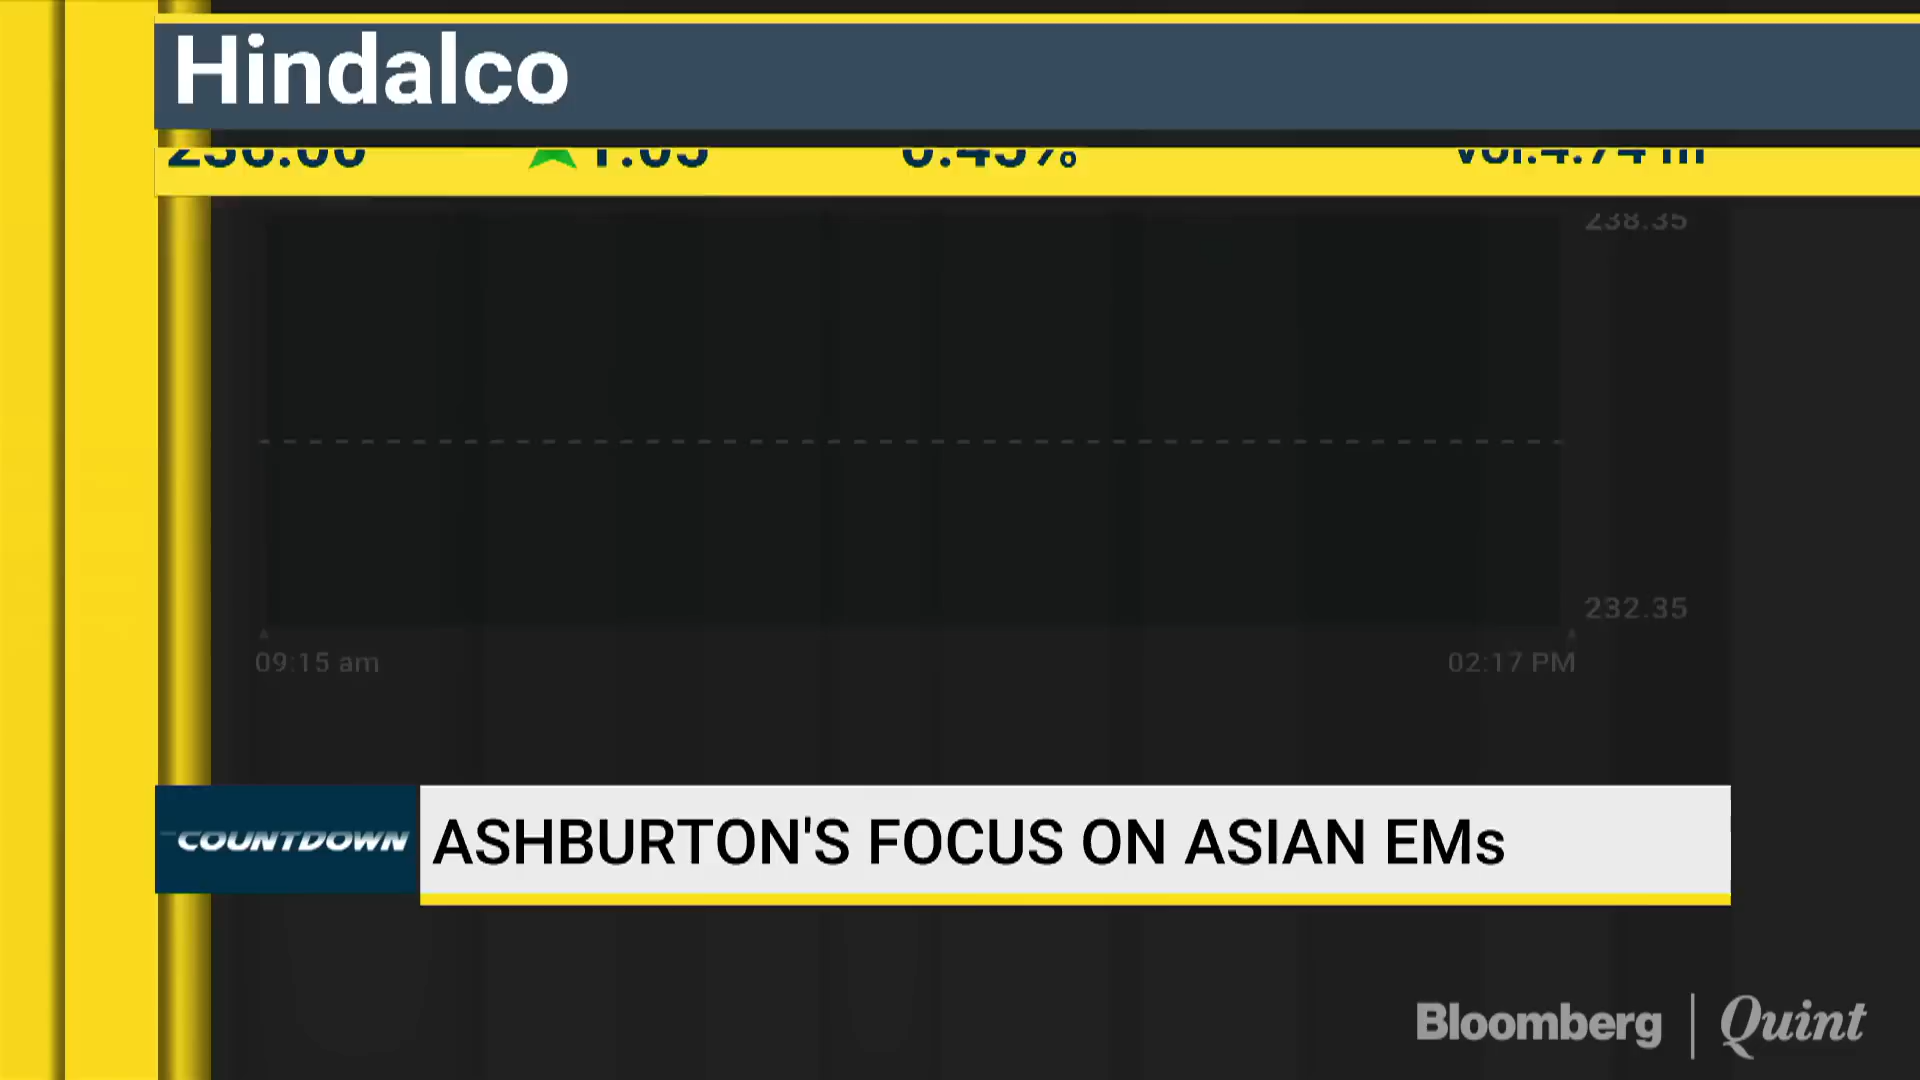 Hindalco
238.35
232.35
09:15 am 02:17 PM
COUNTDOWN ASHBURTON'S FOCUS ON ASIAN EMs
Bloomberg | Quint